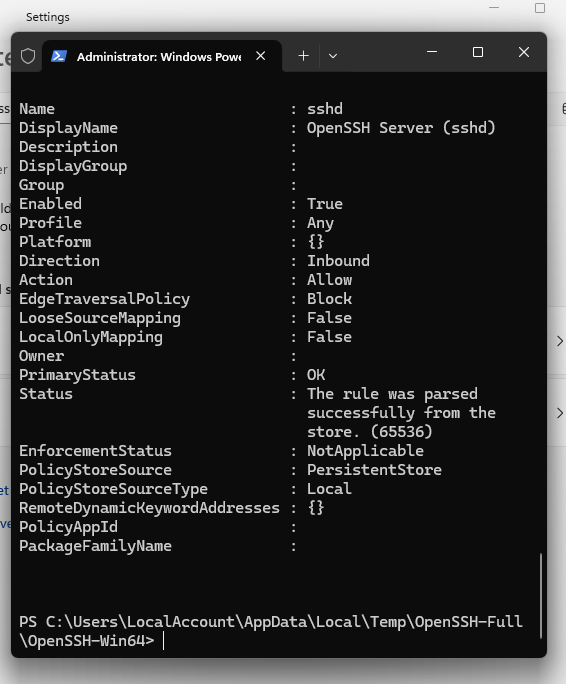 Settings
Administrator: Windows Powe
Name : sshd
DisplayName : OpenSSH Server (sshd)
Description :
DisplayGroup :
Group :
Enabled : True
Profile : Any
Platform : {}
Direction : Inbound
Action : Allow
EdgeTraversalPolicy : Block
LooseSourceMapping : False
LocalOnlyMapping : False
Owner :
PrimaryStatus : OK
Status : The rule was parsed
successfully from the
store. (65536)
EnforcementStatus : NotApplicable
PolicyStoreSource : PersistentStore
PolicyStoreSourceType : Local
RemoteDynamicKeywordAddresses : {}
PolicyAppId :
PackageFamilyName :
PS C:\Users\LocalAccount\AppData\Local\Temp\OpenSSH-Full
\OpenSSH-Win64>